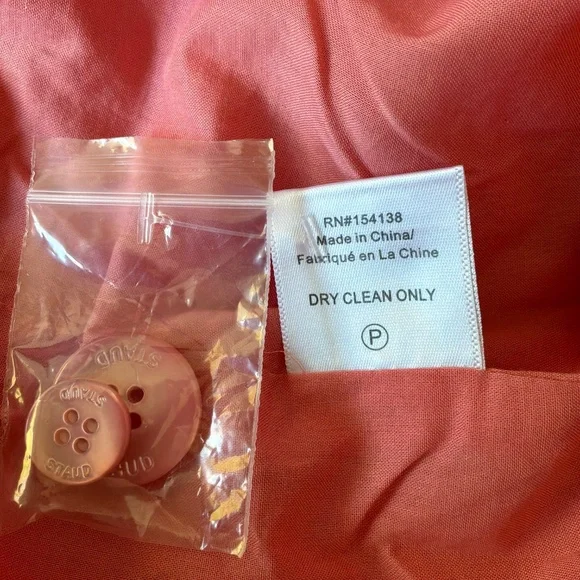 STAUD
STAUD
STAUD
STAUD
RN#154138
Made in China/
Fabriqué en La Chine
DRY CLEAN ONLY
P